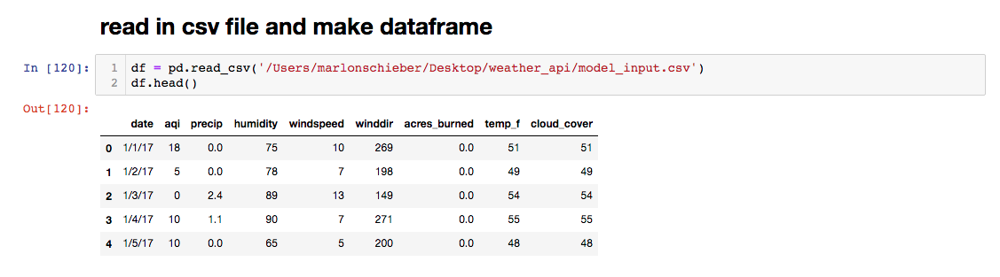 read in csv file and make dataframe
In [120]: 1 df = pd.read_csv('/Users/marlonschieber/Desktop/weather_api/model_input.csv')
2 df.head()
Out[120]:
date aqi precip humidity windspeed winddir acres_burned temp_f cloud_cover
0 1/1/17 18 0.0 75 10 269 0.0 51 51
1 1/2/17 5 0.0 78 7 198 0.0 49 49
2 1/3/17 0 2.4 89 13 149 0.0 54 54
3 1/4/17 10 1.1 90 7 271 0.0 55 55
4 1/5/17 10 0.0 65 5 200 0.0 48 48